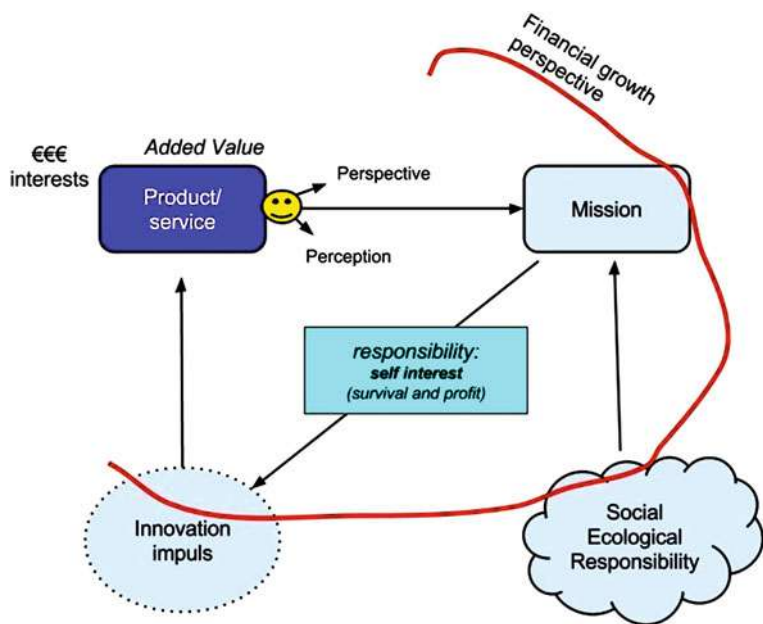 Financial growth
perspective
€€€
interests
Added Value
Product/
service
Perspective
Perception
Mission
responsibility:
self interest
(survival and profit)
Innovation
impuls
Social
Ecological
Responsibility